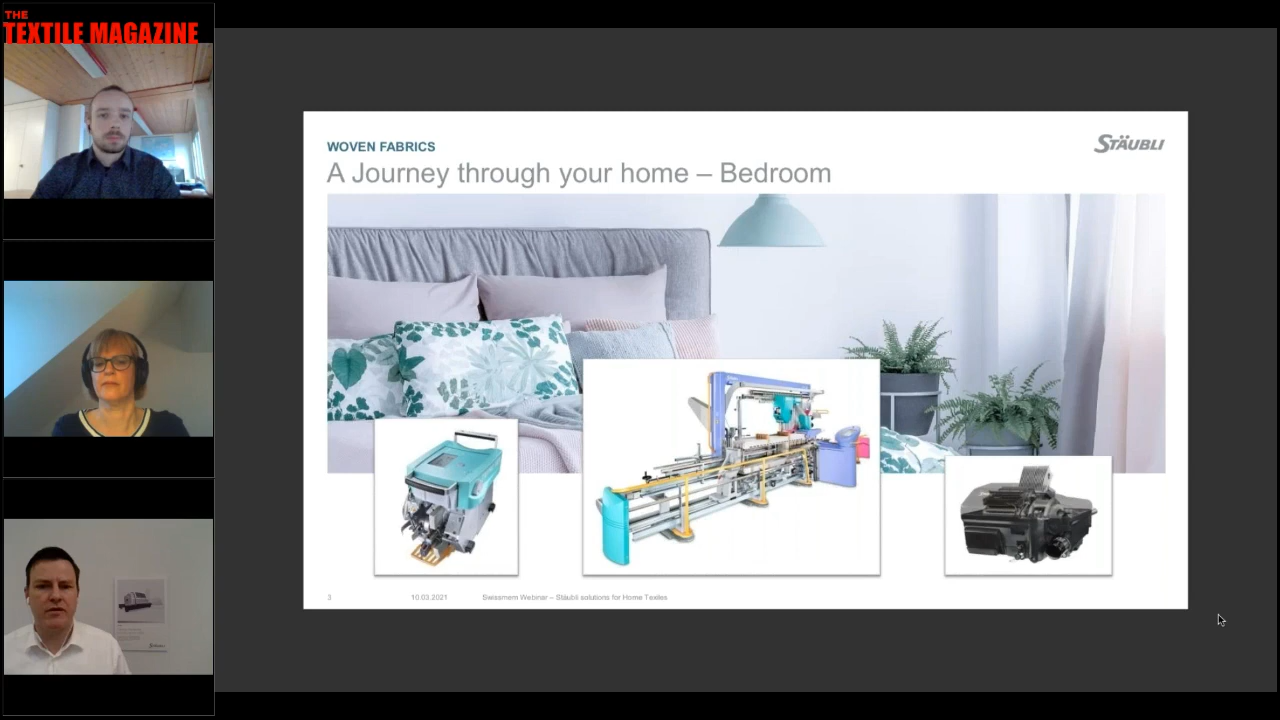 THE
TEXTILE MAGAZINE
WOVEN FABRICS
STÄUBLI
A Journey through your home – Bedroom
3
10.03.2021
Swissmem Webinar – Stäubli solutions for Home Textiles